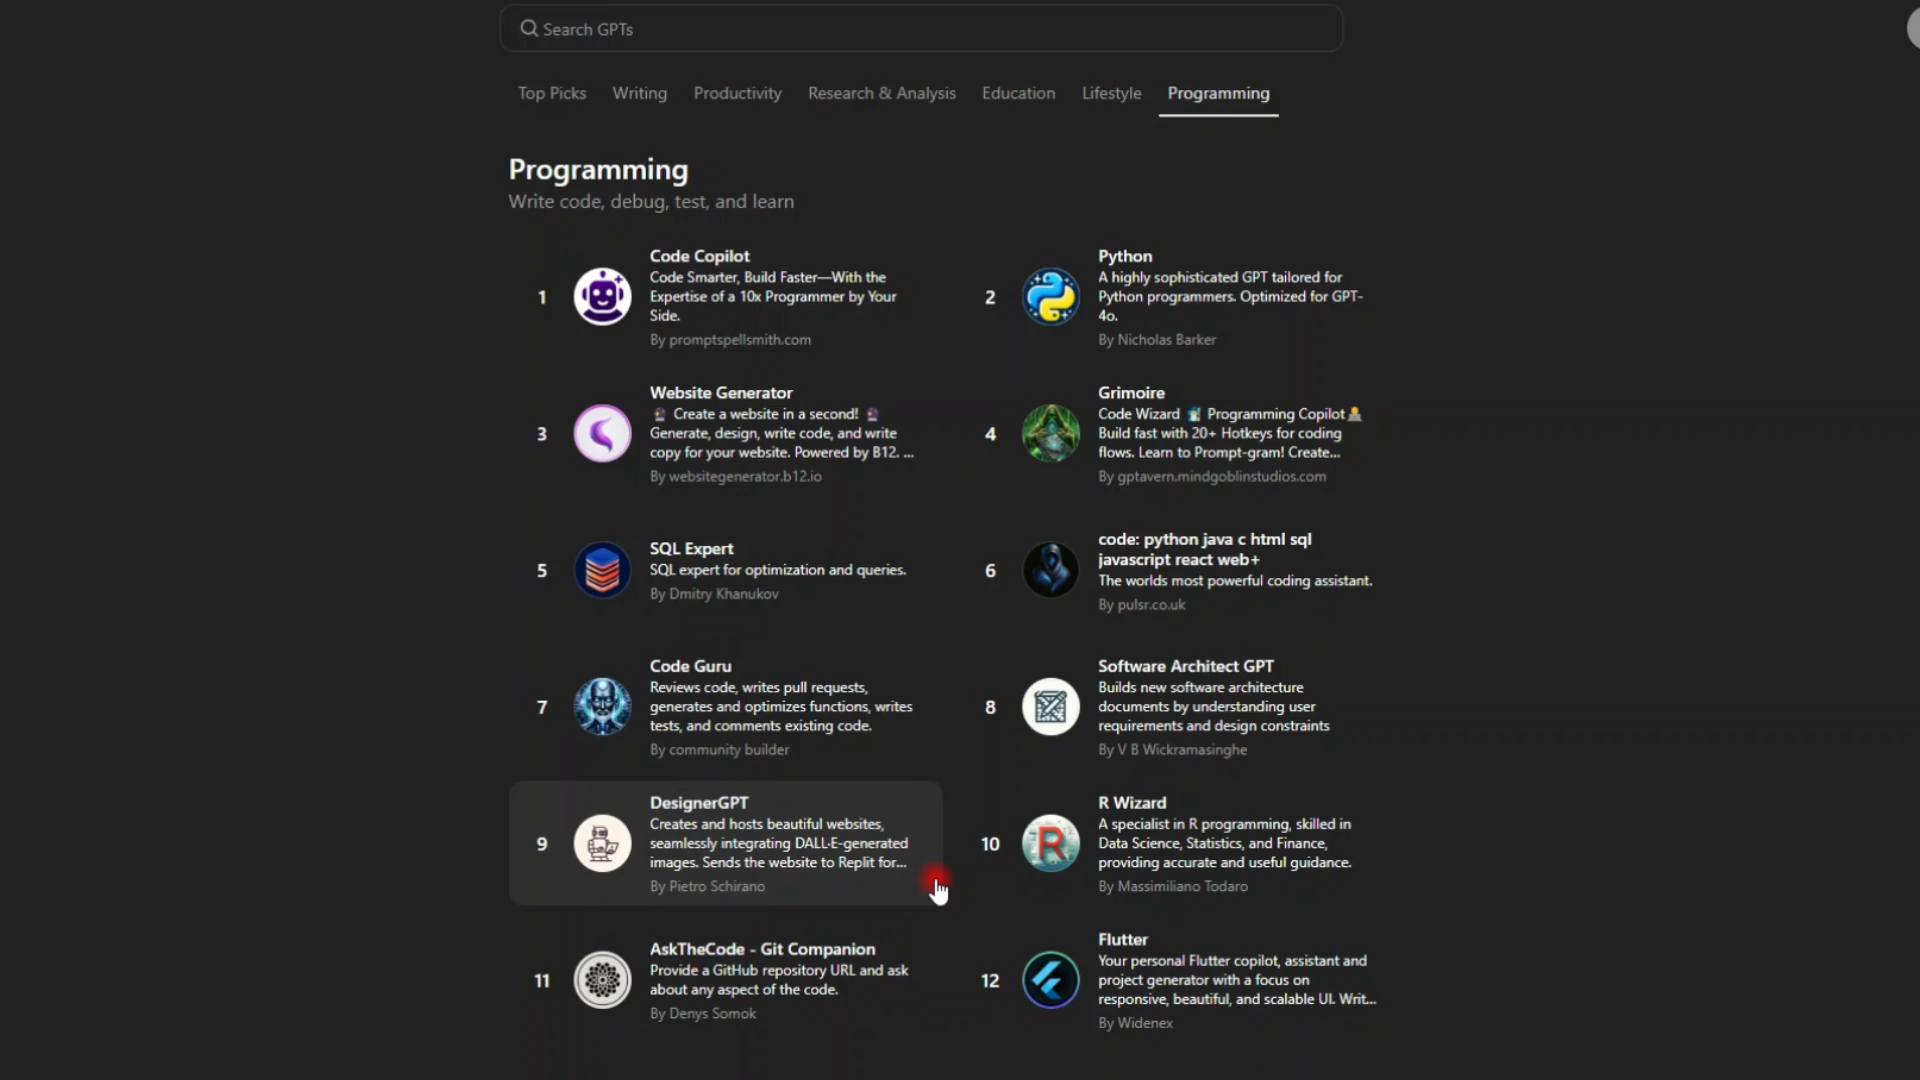 Search GPTs
Top Picks Writing Productivity Research & Analysis Education Lifestyle Programming
Programming
Write code, debug, test, and learn
1
Code Copilot
Code Smarter, Build Faster—With the
Expertise of a 10x Programmer by Your
Side.
By promptspellsmith.com
2
Python
A highly sophisticated GPT tailored for
Python programmers. Optimized for GPT-
4o.
By Nicholas Barker
3
Website Generator
🔮 Create a website in a second! 🔮
Generate, design, write code, and write
copy for your website. Powered by B12. ...
By websitegenerator.b12.io
4
Grimoire
Code Wizard 🧙 Programming Copilot🧑‍💻
Build fast with 20+ Hotkeys for coding
flows. Learn to Prompt-gram! Create...
By gptavern.mindgoblinstudios.com
5
SQL Expert
SQL expert for optimization and queries.
By Dmitry Khanukov
6
code: python java c html sql
javascript react web+
The worlds most powerful coding assistant.
By pulsr.co.uk
7
Code Guru
Reviews code, writes pull requests,
generates and optimizes functions, writes
tests, and comments existing code.
By community builder
8
Software Architect GPT
Builds new software architecture
documents by understanding user
requirements and design constraints
By V B Wickramasinghe
9
DesignerGPT
Creates and hosts beautiful websites,
seamlessly integrating DALL·E-generated
images. Sends the website to Replit for...
By Pietro Schirano
10
R
R Wizard
A specialist in R programming, skilled in
Data Science, Statistics, and Finance,
providing accurate and useful guidance.
By Massimiliano Todaro
11
AskTheCode - Git Companion
Provide a GitHub repository URL and ask
about any aspect of the code.
By Denys Somok
12
Flutter
Your personal Flutter copilot, assistant and
project generator with a focus on
responsive, beautiful, and scalable UI. Writ...
By Widenex